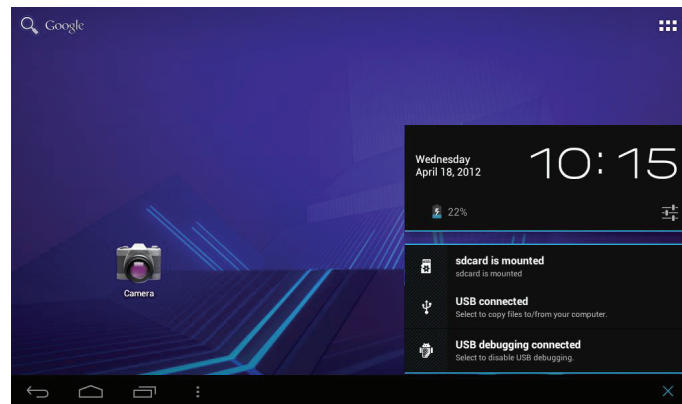 Google
Wednesday
April 18, 2012
10:15
22%
sdcard is mounted
sdcard is mounted
USB connected
Select to copy files to/from your computer.
USB debugging connected
Select to disable USB debugging.
Camera